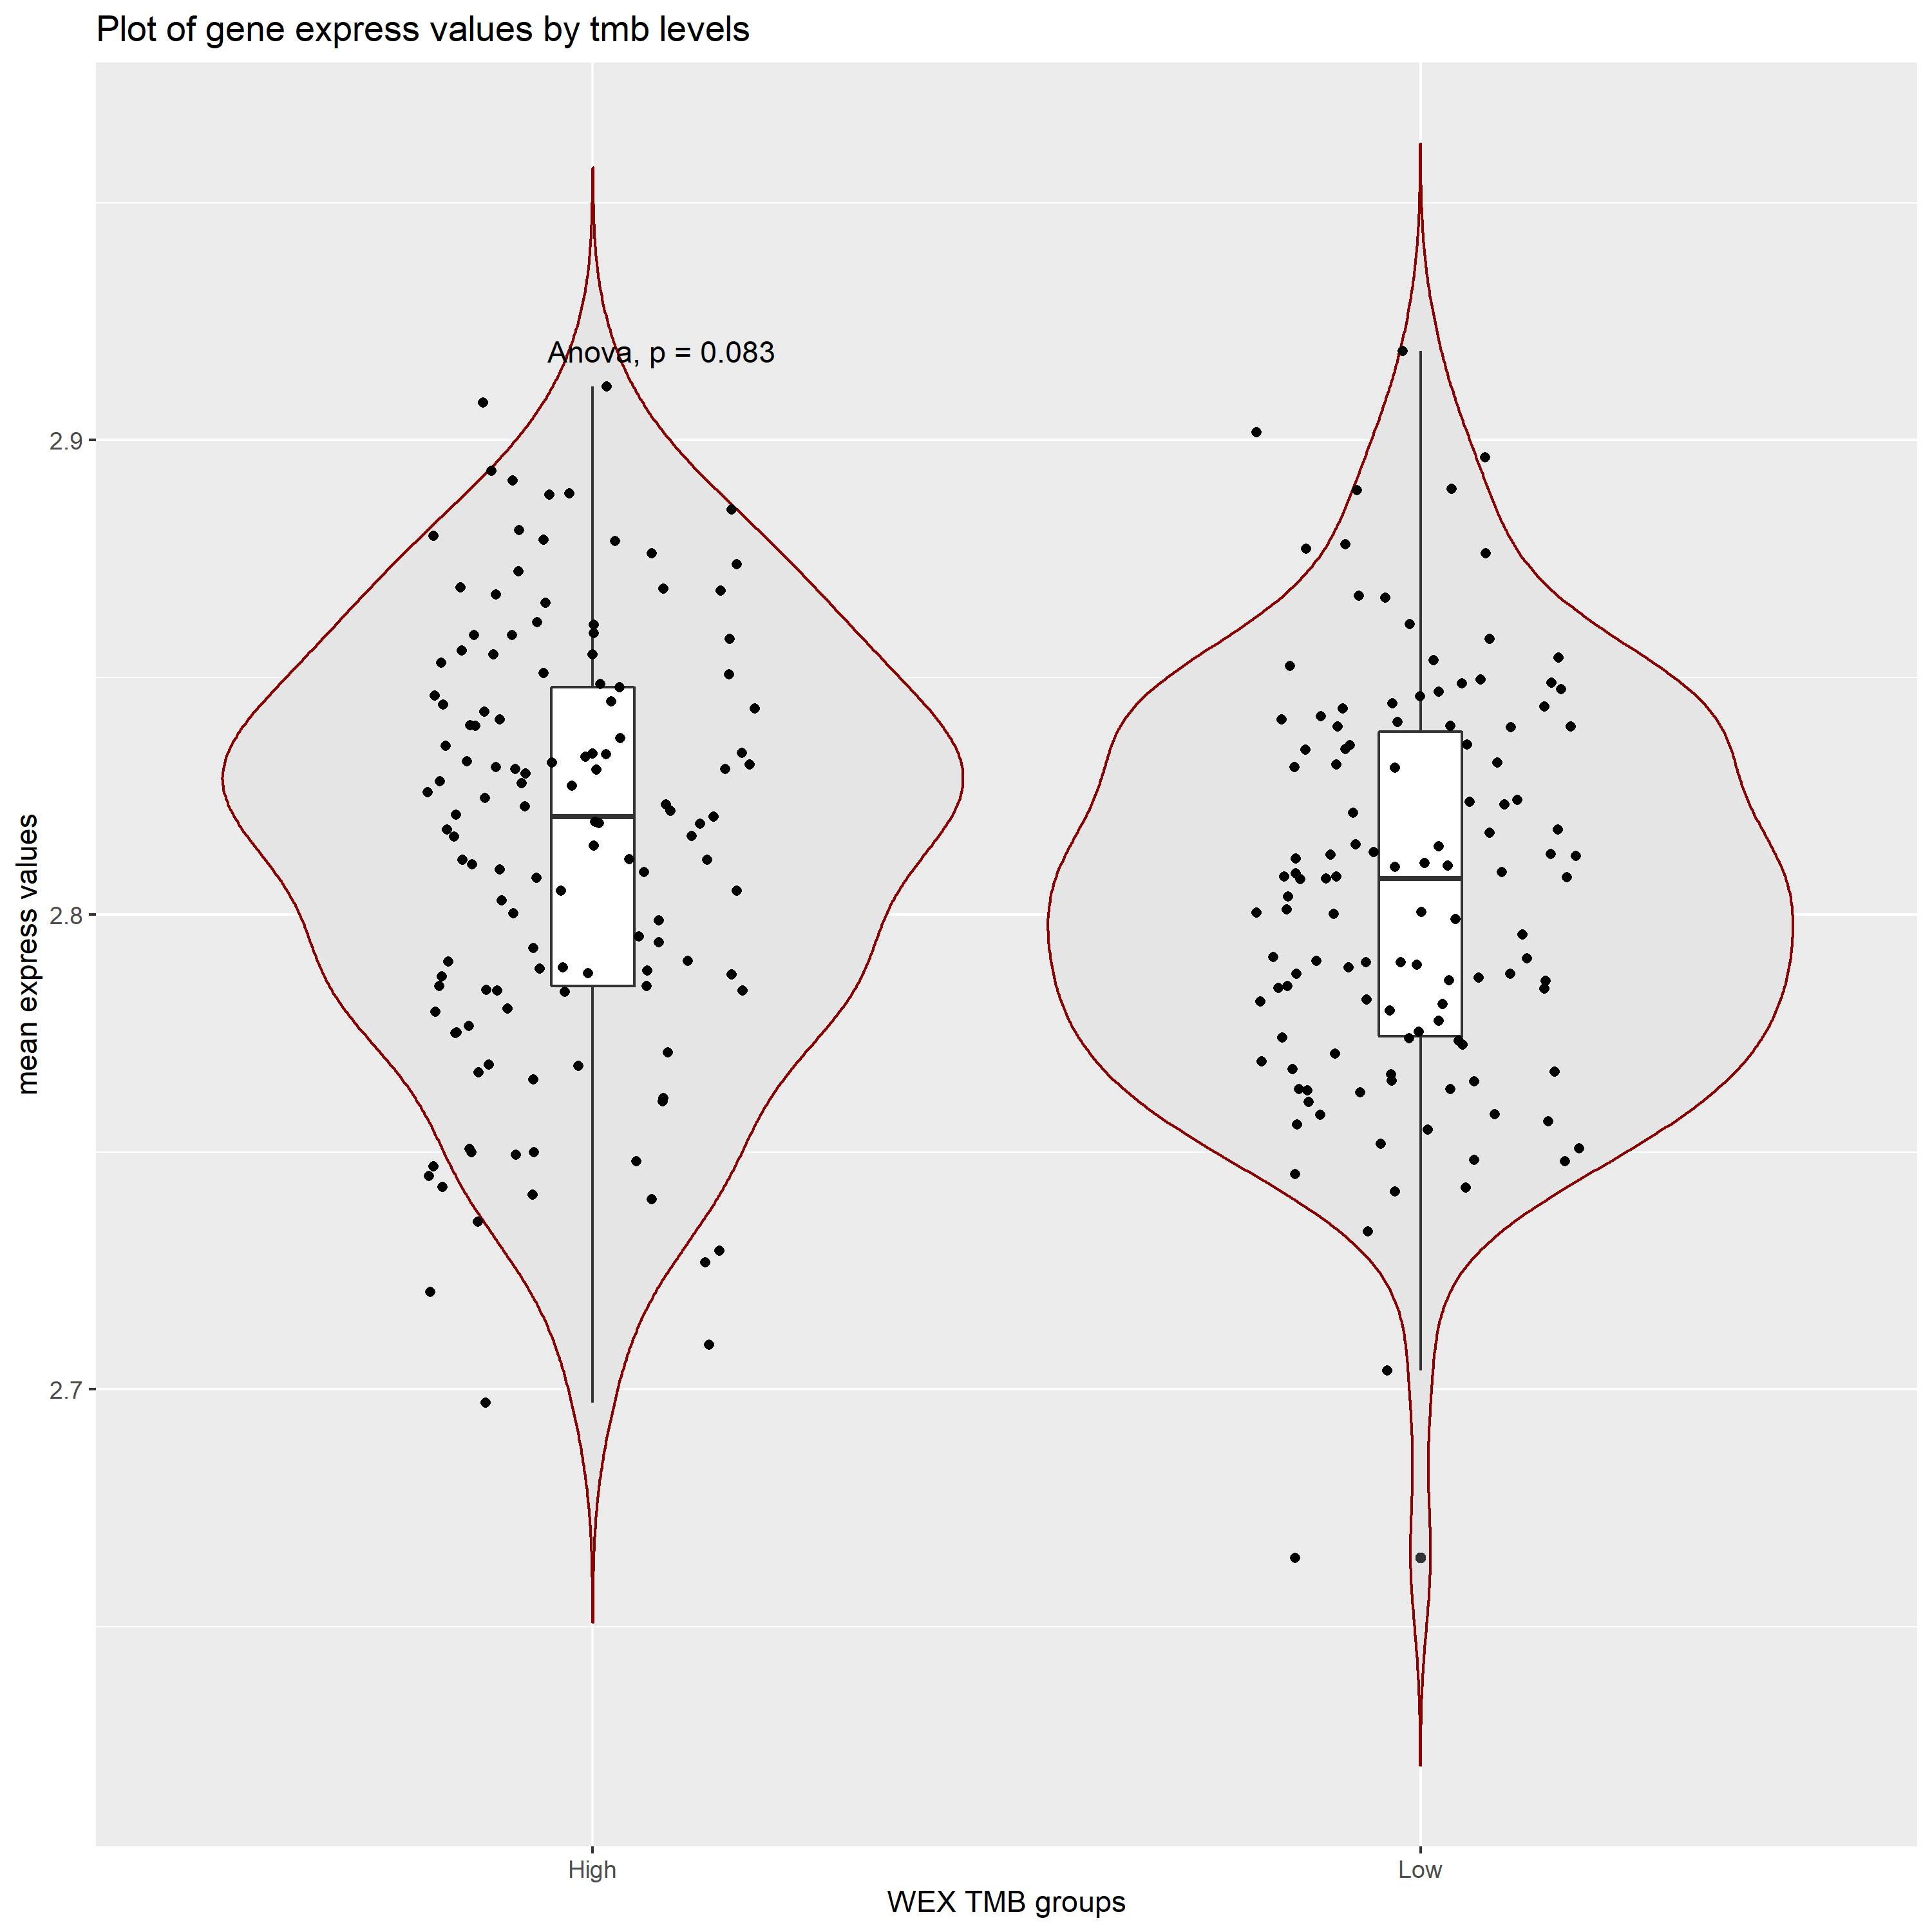 Plot of gene express values by tmb levels
Anova, p = 0.083
2.9
2.8
2.7
mean express values
High
Low
WEX TMB groups